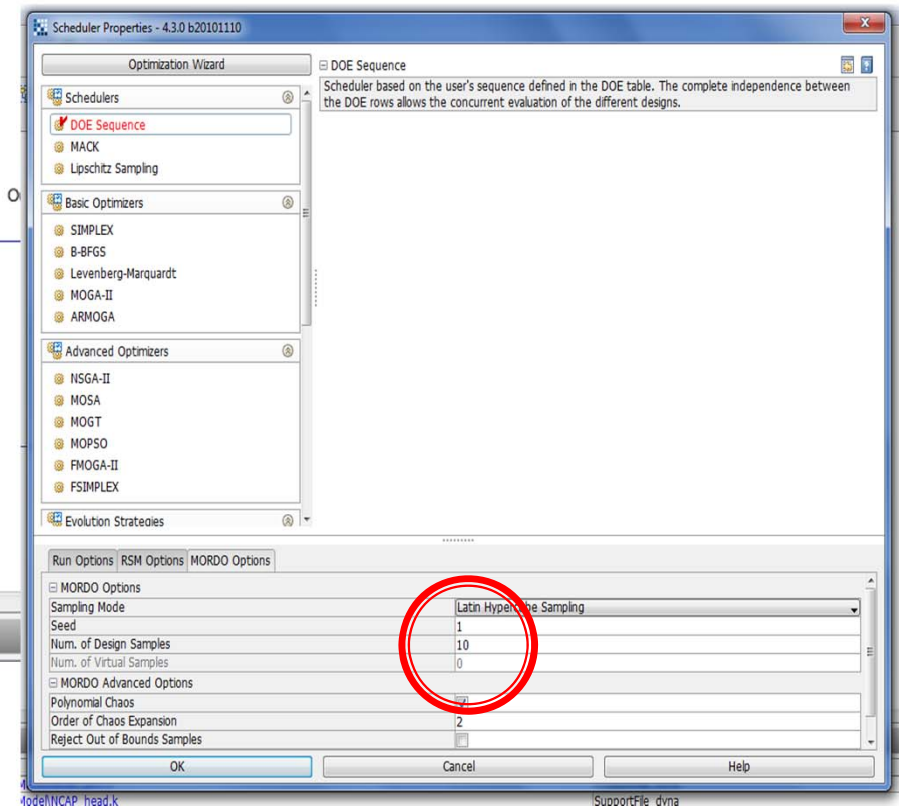 Scheduler Properties - 4.3.0 b20101110
Optimization Wizard
Schedulers
DOE Sequence
MACK
Lipschitz Sampling
Basic Optimizers
SIMPLEX
B-BFGS
Levenberg-Marquardt
MOGA-II
ARMOGA
Advanced Optimizers
NSGA-II
MOSA
MOGT
MOPSO
FMOGA-II
FSIMPLEX
Evolution Strategies
DOE Sequence
Scheduler based on the user's sequence defined in the DOE table. The complete independence between
the DOE rows allows the concurrent evaluation of the different designs.
Run Options RSM Options MORDO Options
MORDO Options
Sampling Mode Latin Hypercube Sampling
Seed 1
Num. of Design Samples 10
Num. of Virtual Samples 0
MORDO Advanced Options
Polynomial Chaos
Order of Chaos Expansion 2
Reject Out of Bounds Samples
OK Cancel Help
NCAP_head.k SupportFile_dyna